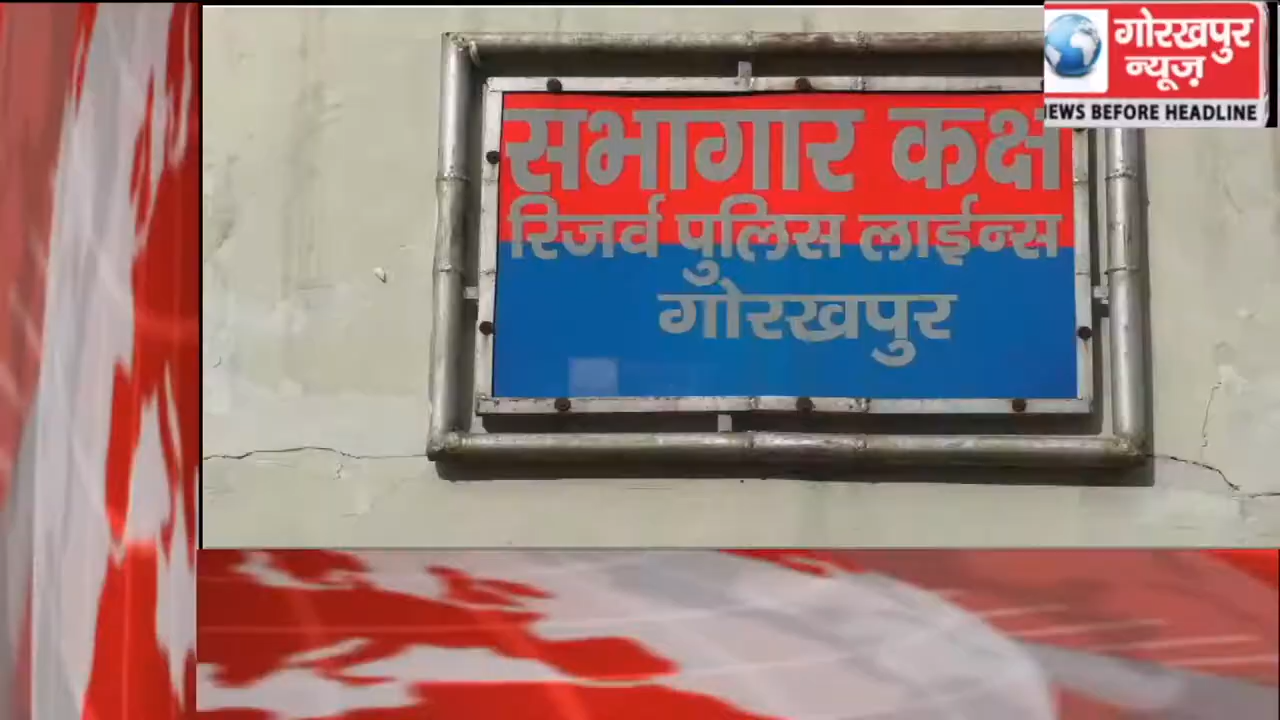 सभागार कक्ष
रिजर्व पुलिस लाईन्स
गोरखपुर
गोरखपुर
न्यूज़
NEWS BEFORE HEADLINE